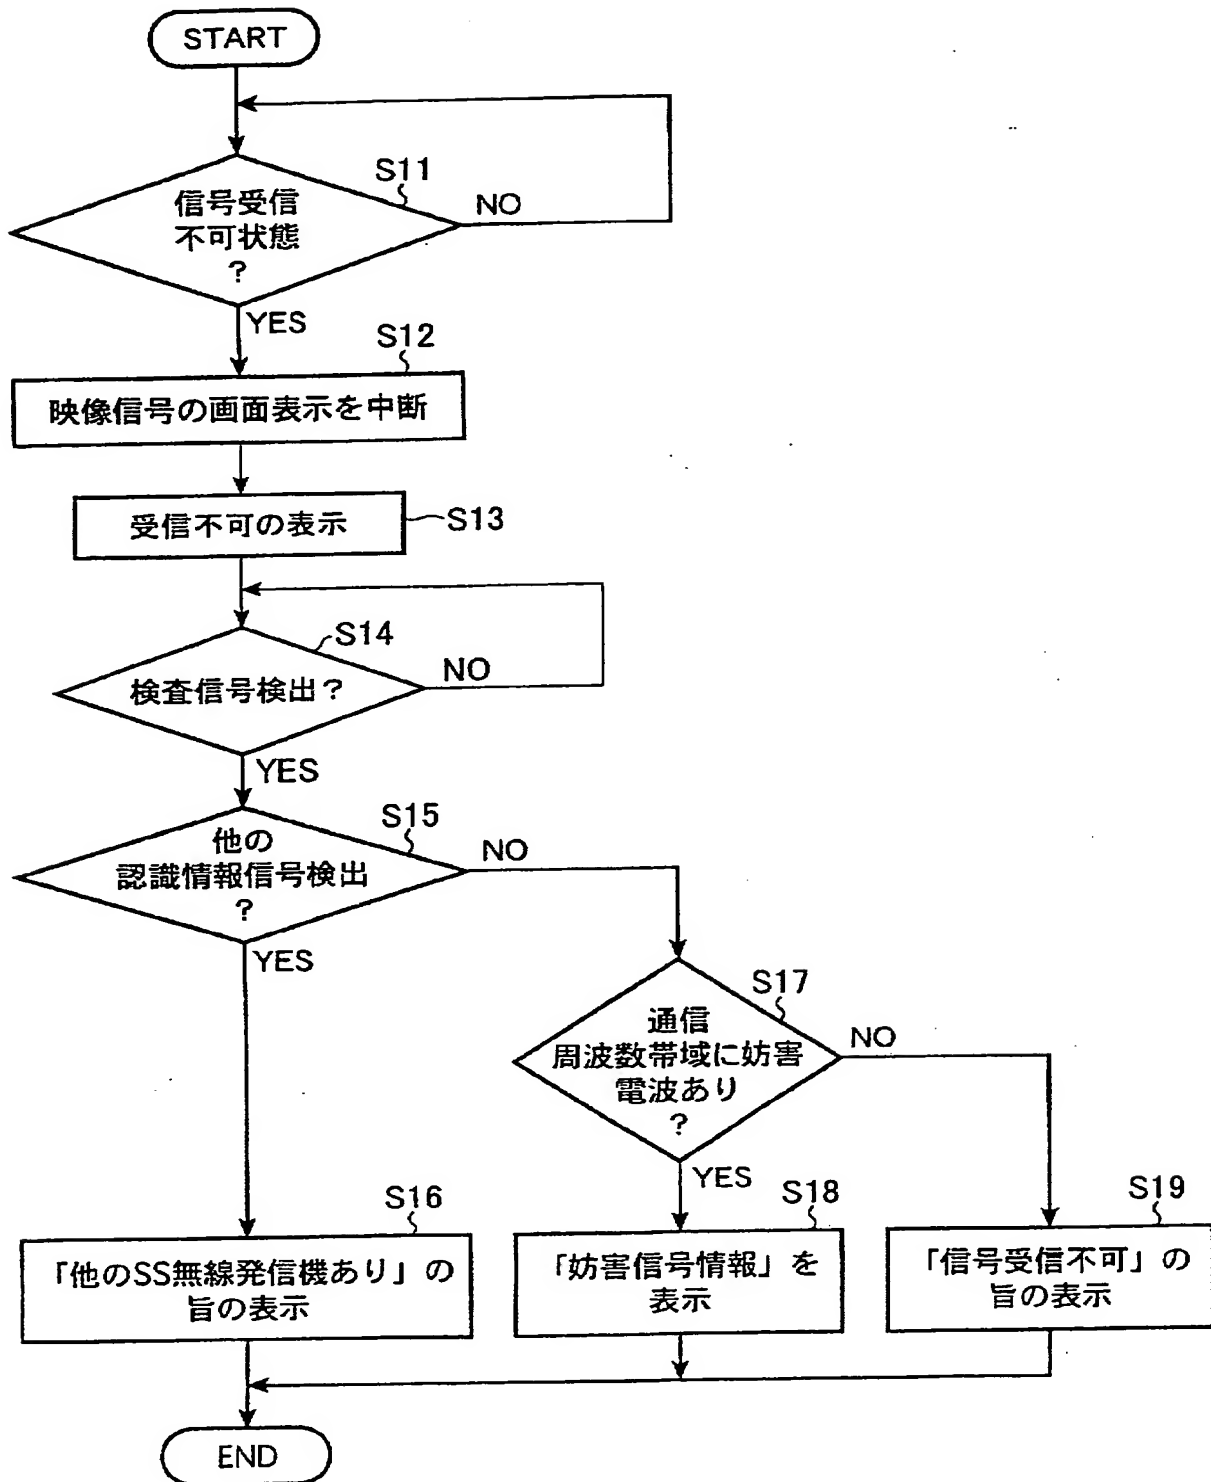 START
S11
信号受信
不可状態
?
NO
YES
S12
映像信号の画面表示を中断
受信不可の表示
S13
S14
検査信号検出?
NO
YES
S15
他の
認識情報信号検出
?
NO
YES
S17
通信
周波数帯域に妨害
電波あり
?
NO
YES
S16
「他のSS無線発信機あり」の
旨の表示
S18
「妨害信号情報」を
表示
S19
「信号受信不可」の
旨の表示
END